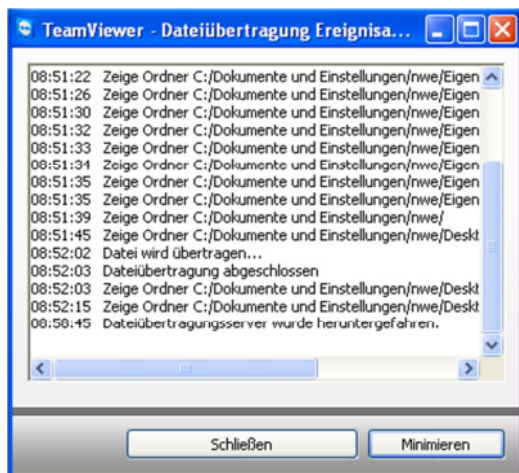 TeamViewer - Dateiübertragung Ereignisa...
08:51:22 Zeige Ordner C:/Dokumente und Einstellungen/nwe/Eigen
08:51:26 Zeige Ordner C:/Dokumente und Einstellungen/nwe/Eigen
08:51:30 Zeige Ordner C:/Dokumente und Einstellungen/nwe/Eigen
08:51:32 Zeige Ordner C:/Dokumente und Einstellungen/nwe/Eigen
08:51:33 Zeige Ordner C:/Dokumente und Einstellungen/nwe/Eigen
08:51:34 Zeige Ordner C:/Dokumente und Einstellungen/nwe/Eigen
08:51:35 Zeige Ordner C:/Dokumente und Einstellungen/nwe/Eigen
08:51:35 Zeige Ordner C:/Dokumente und Einstellungen/nwe/Eigen
08:51:39 Zeige Ordner C:/Dokumente und Einstellungen/nwe/
08:51:45 Zeige Ordner C:/Dokumente und Einstellungen/nwe/Deskt
08:52:02 Datei wird übertragen...
08:52:03 Dateiübertragung abgeschlossen
08:52:03 Zeige Ordner C:/Dokumente und Einstellungen/nwe/Deskt
08:52:15 Zeige Ordner C:/Dokumente und Einstellungen/nwe/Deskt
08:58:45 Dateiübertragungsserver wurde heruntergefahren.
Schließen
Minimieren